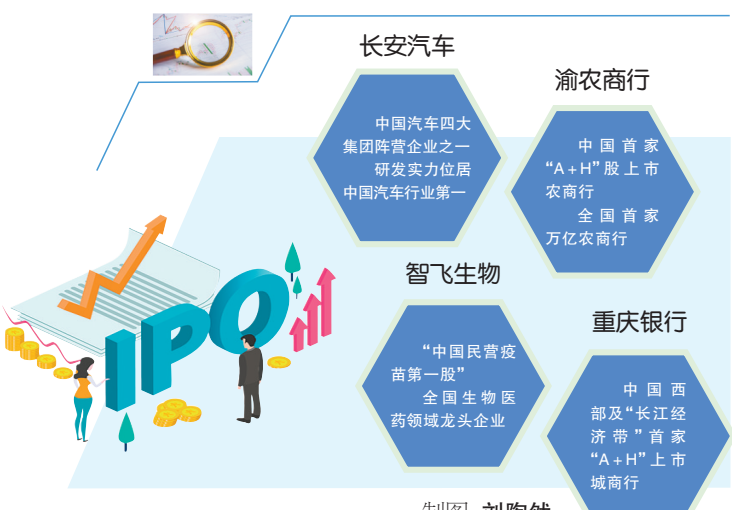 长安汽车
中国汽车四大
集团阵营企业之一
研发实力位居
中国汽车行业第一
渝农商行
中国首家
“A+H”股上市
农商行
全国首家
万亿农商行
智飞生物
“中国民营疫
苗第一股”
全国生物医
药领域龙头企业
重庆银行
中国西
部及“长江经
济带”首家
“A+H”上市
城商行
IPO